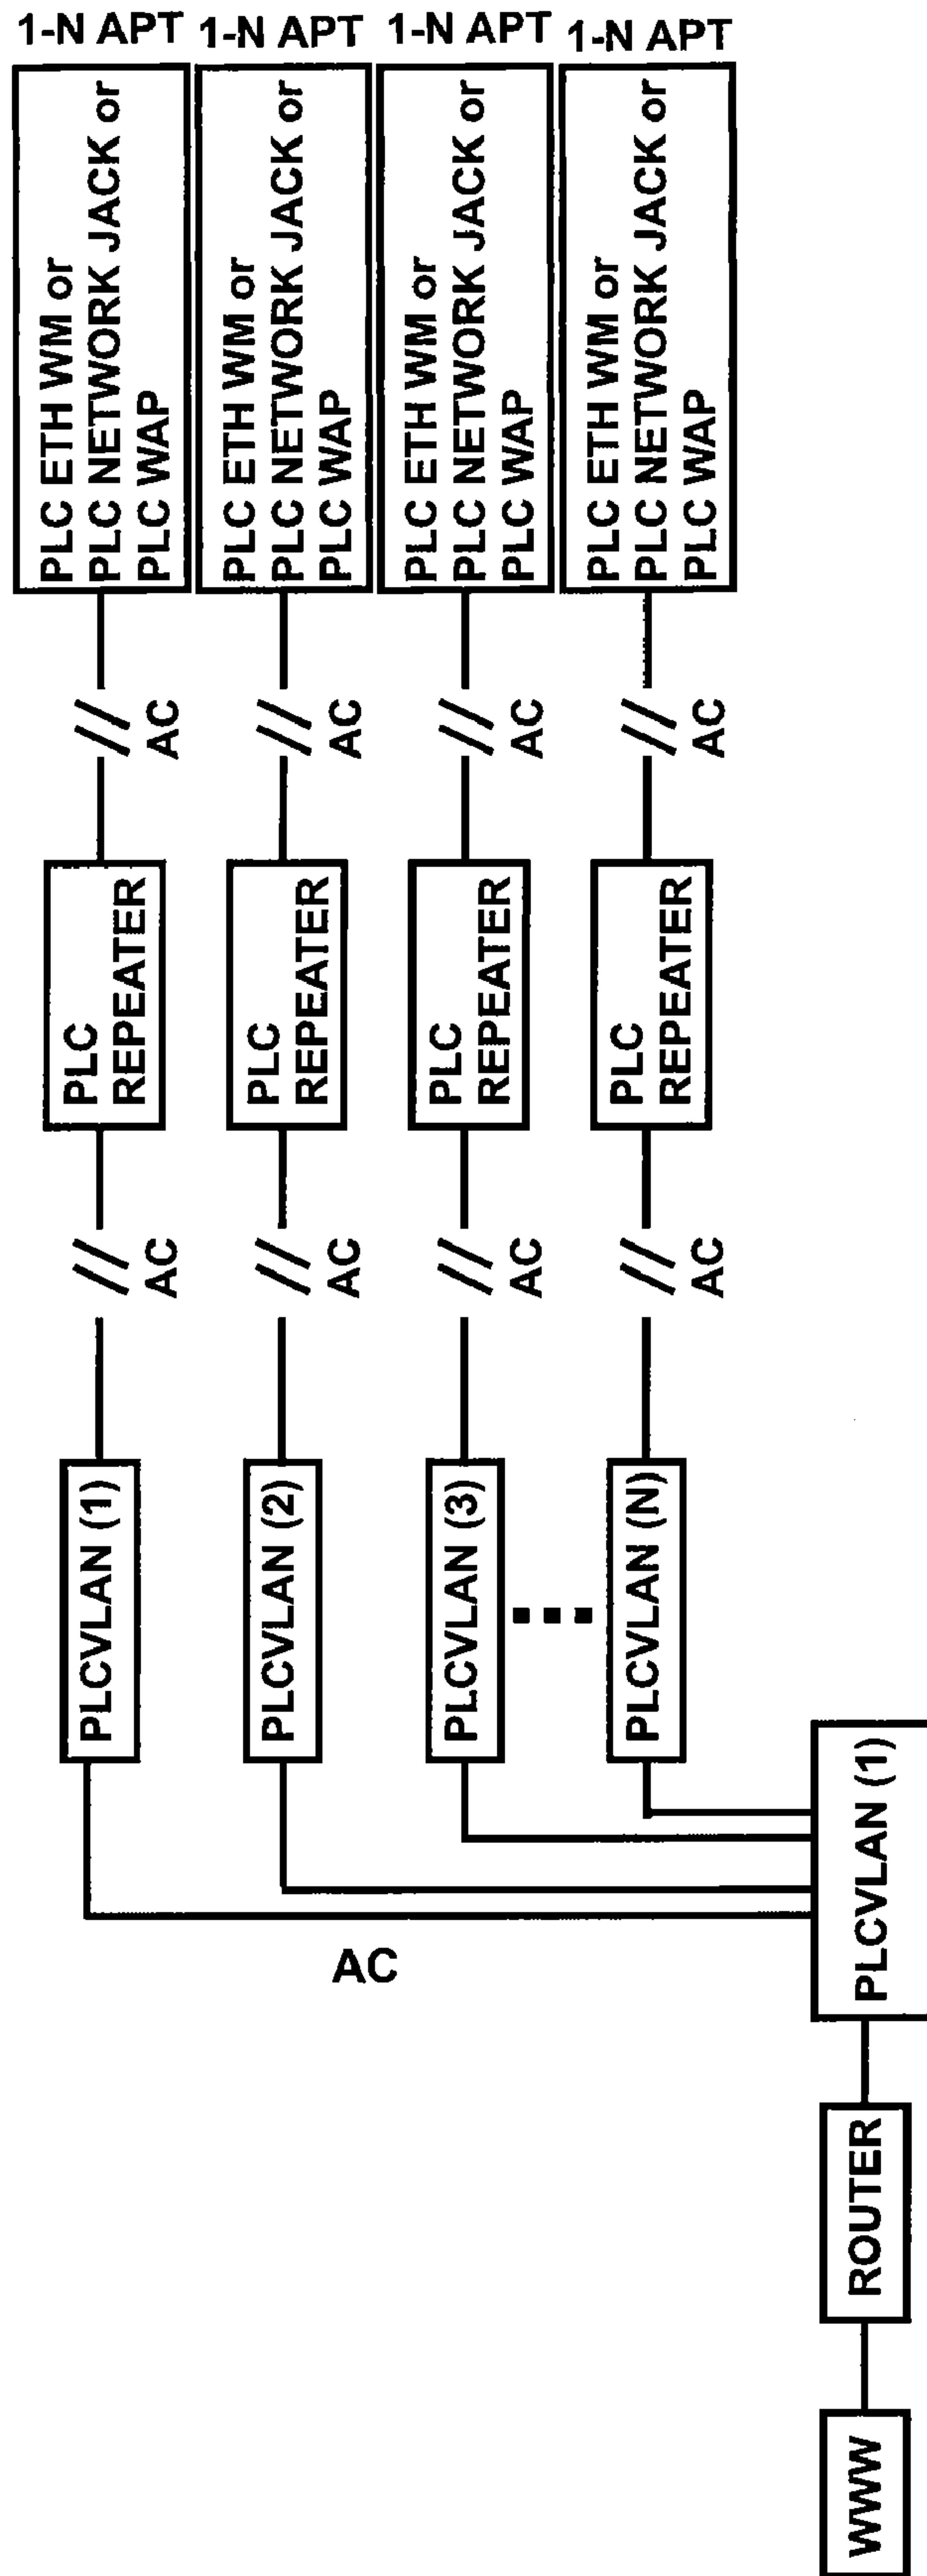 1-N APT
1-N APT
1-N APT
1-N APT
PLC ETH WM or
PLC NETWORK JACK or
PLC WAP
PLC ETH WM or
PLC NETWORK JACK or
PLC WAP
PLC ETH WM or
PLC NETWORK JACK or
PLC WAP
PLC ETH WM or
PLC NETWORK JACK or
PLC WAP
AC
AC
AC
AC
PLC
REPEATER
PLC
REPEATER
PLC
REPEATER
PLC
REPEATER
AC
AC
AC
AC
PLCVLAN (1)
PLCVLAN (2)
PLCVLAN (3)
PLCVLAN (N)
AC
PLCVLAN (1)
ROUTER
WWW